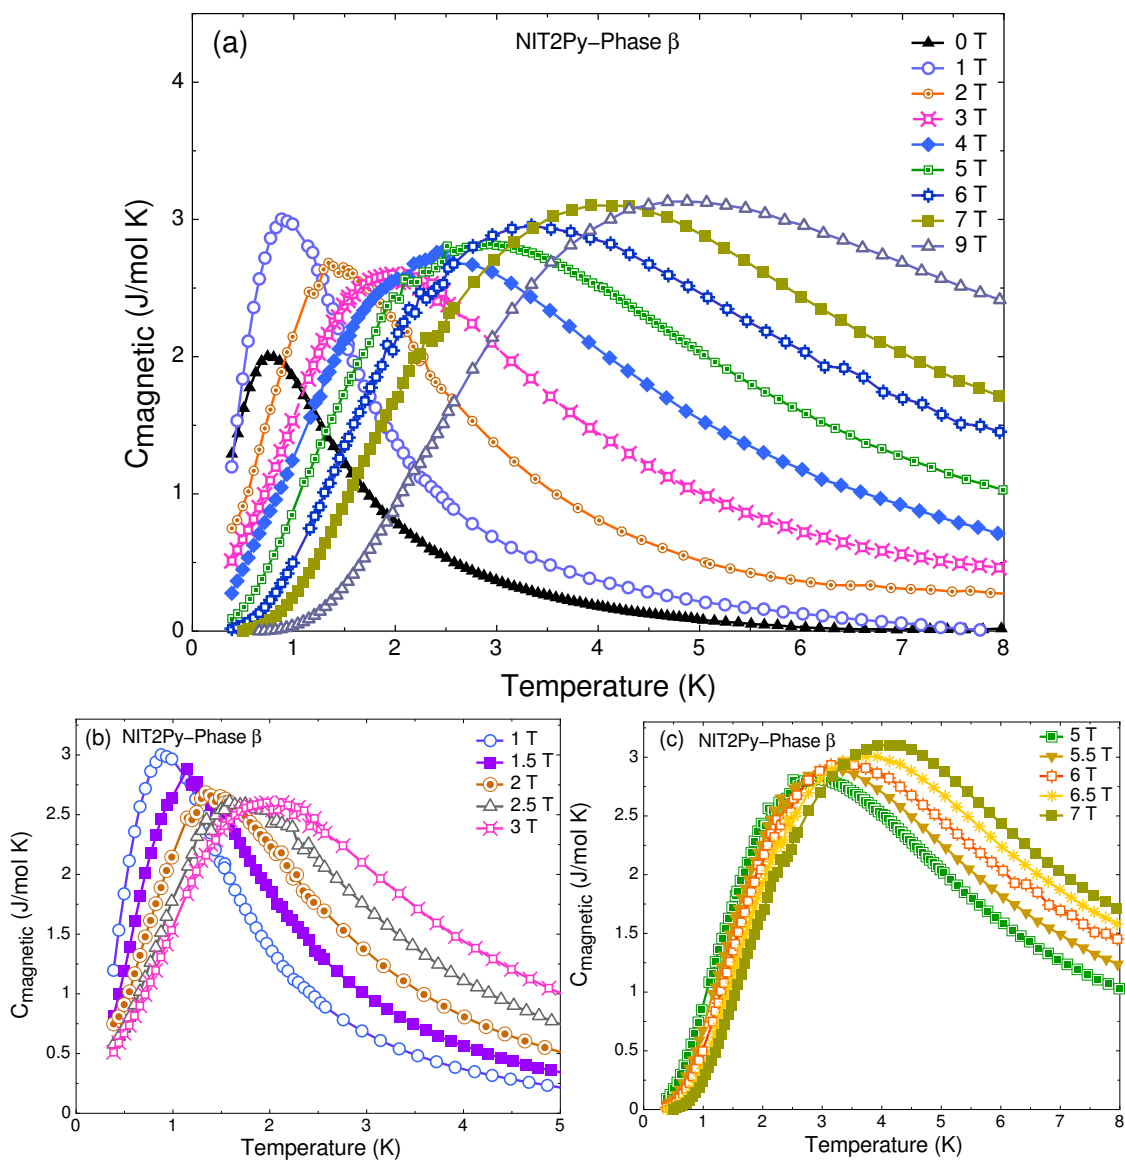 (a)
NIT2Py−Phase β
0 T
1 T
2 T
3 T
4 T
5 T
6 T
7 T
9 T
Cmagnetic (J/mol K)
4
3
2
1
0
0 1 2 3 4 5 6 7 8
Temperature (K)
(b) NIT2Py−Phase β
1 T
1.5 T
2 T
2.5 T
3 T
Cmagnetic (J/mol K)
3
2.5
2
1.5
1
0.5
0
0 1 2 3 4 5
Temperature (K)
(c)
NIT2Py−Phase β
5 T
5.5 T
6 T
6.5 T
7 T
Cmagnetic (J/mol K)
3
2.5
2
1.5
1
0.5
0
0 1 2 3 4 5 6 7 8
Temperature (K)